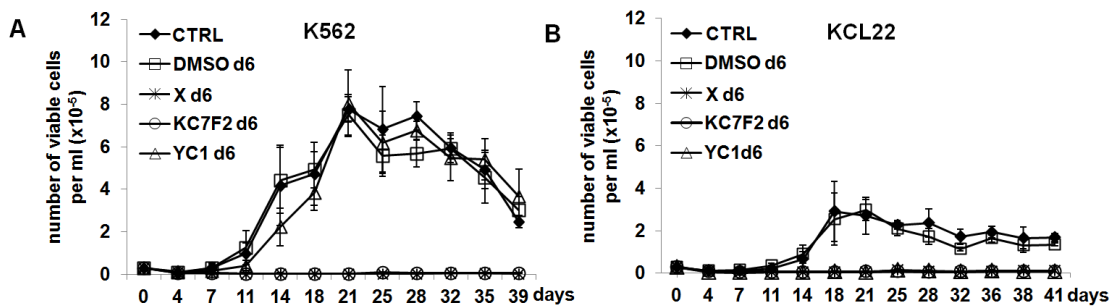 A
K562
number of viable cells
per ml (x10⁻⁵)
12
10
8
6
4
2
0
CTRL
DMSO d6
X d6
KC7F2 d6
YC1 d6
0 4 7 11 14 18 21 25 28 32 35 39 days
B
KCL22
number of viable cells
per ml (x10⁻⁵)
12
10
8
6
4
2
0
CTRL
DMSO d6
X d6
KC7F2 d6
YC1d6
0 4 7 11 14 18 21 25 28 32 36 38 41 days